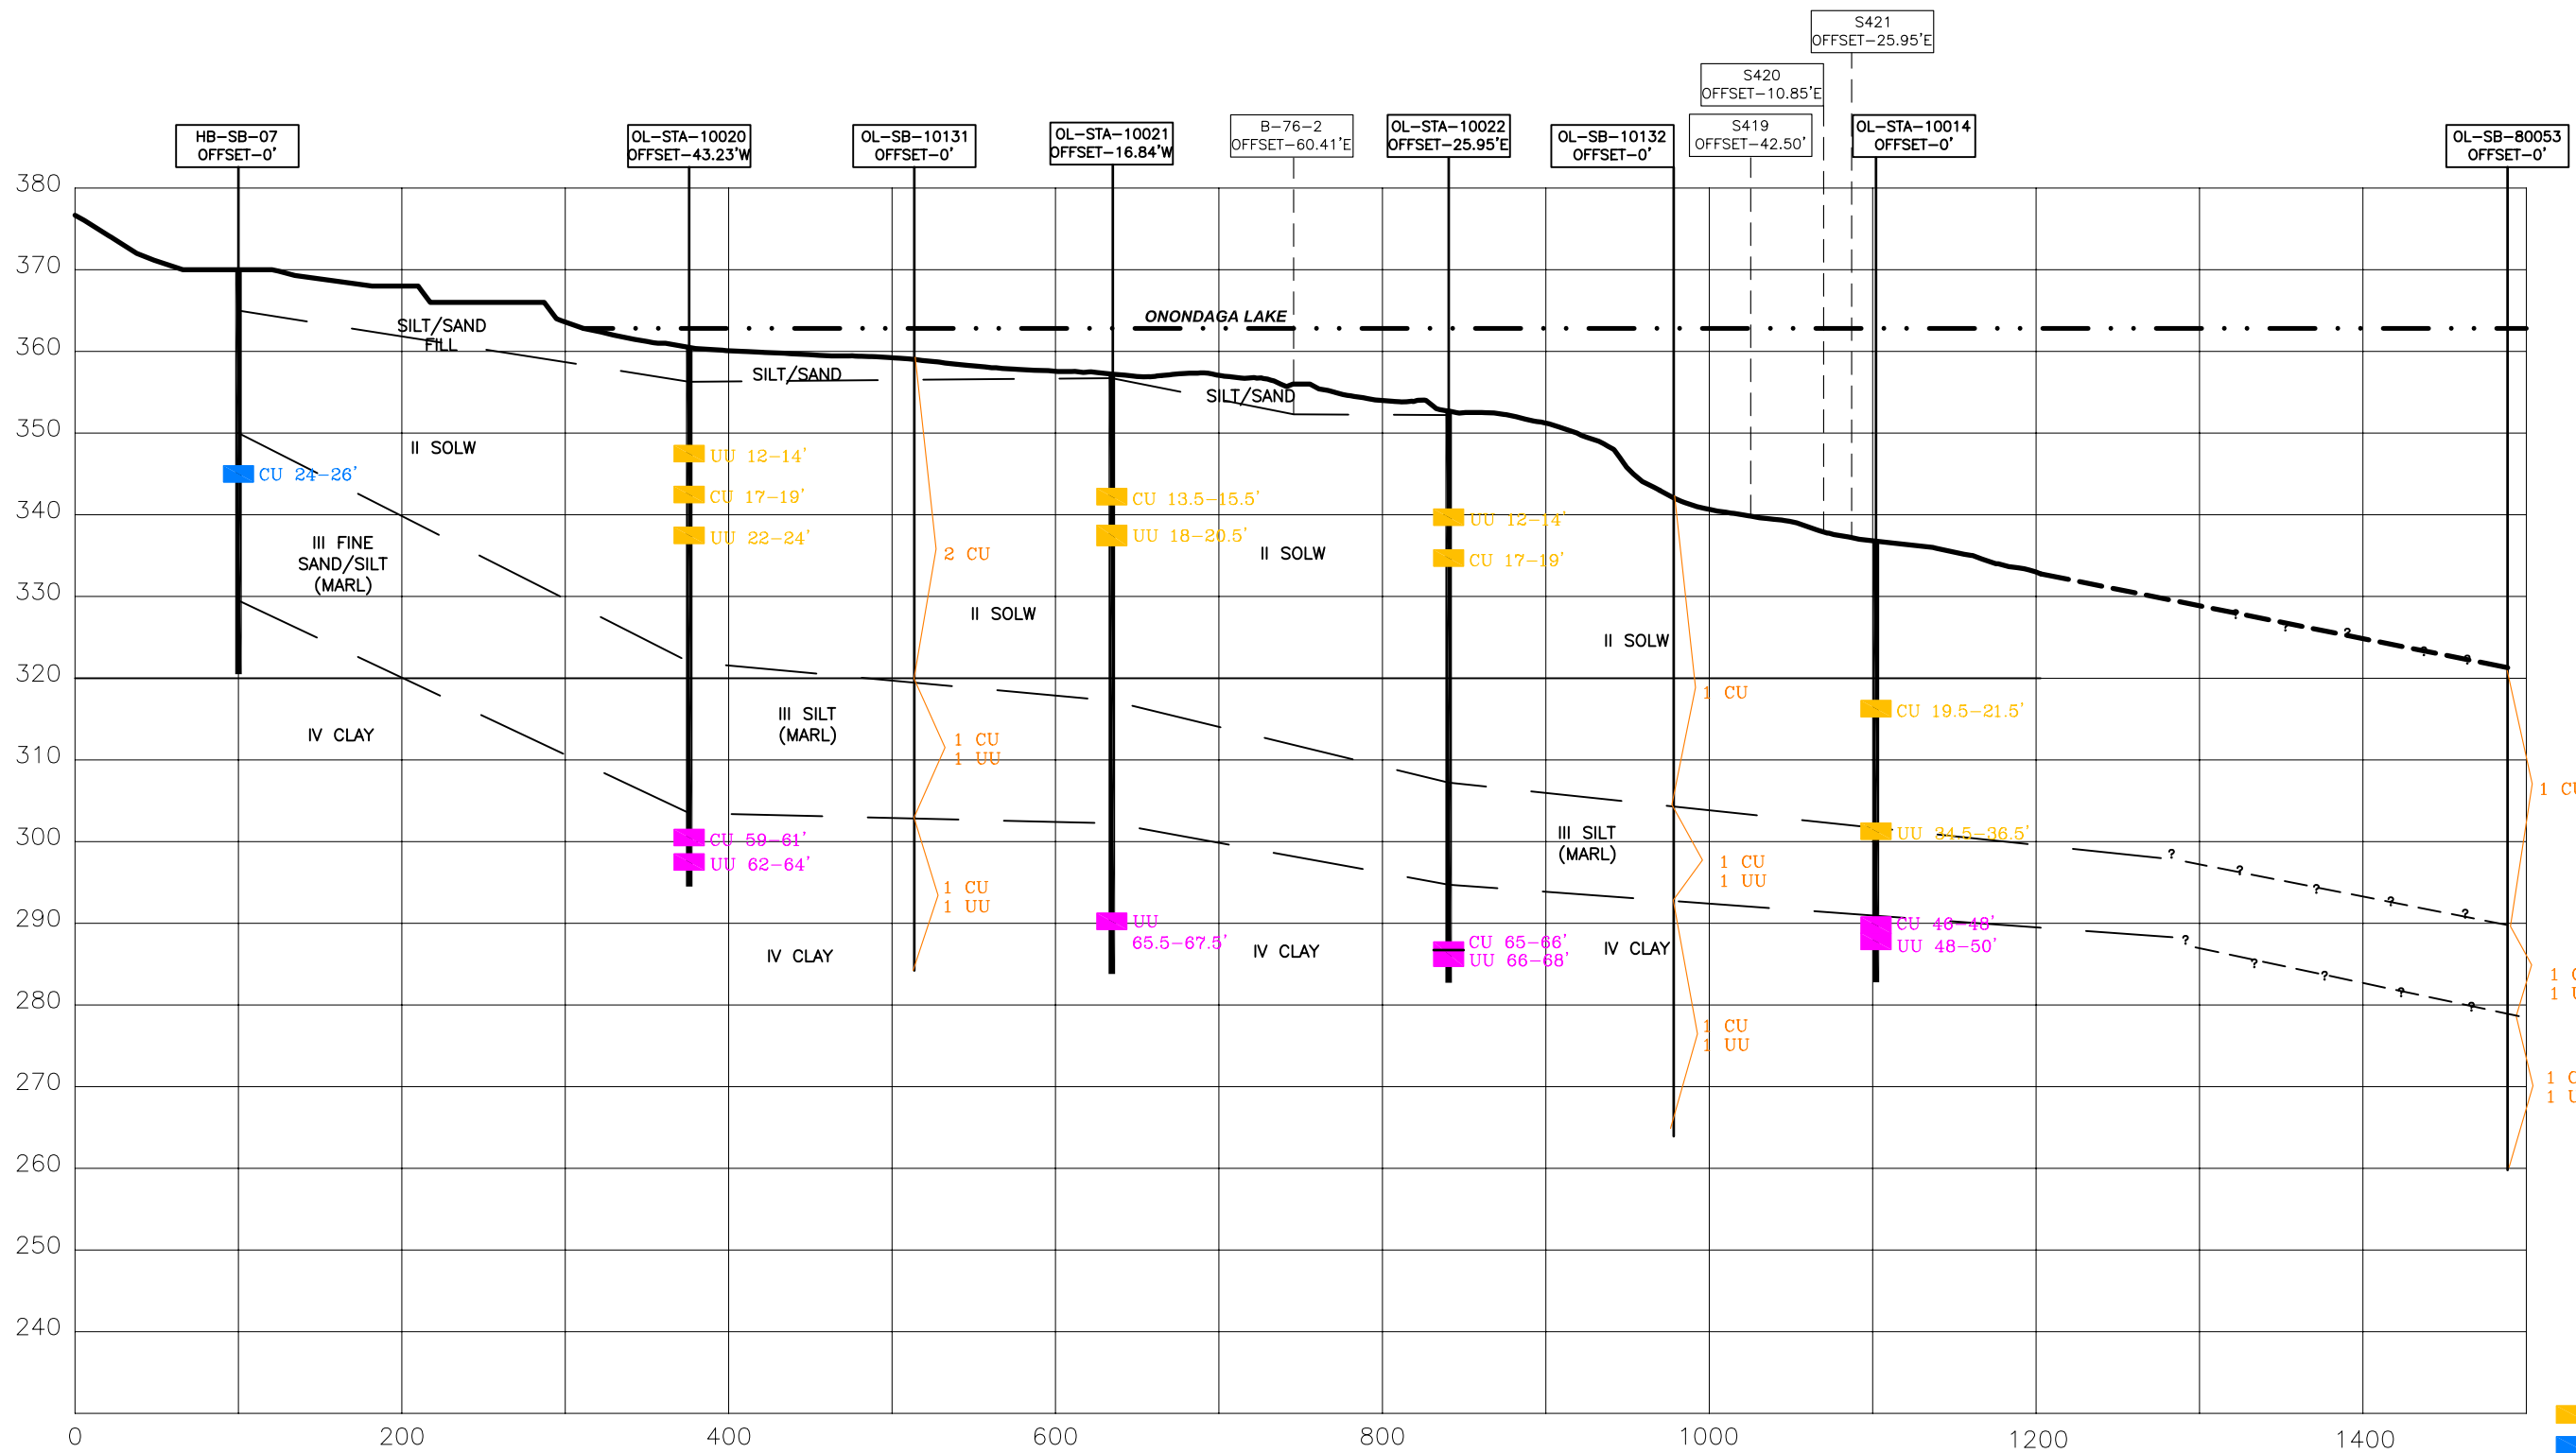 S421
OFFSET-25.95'E
S420
OFFSET-10.85'E
HB-SB-07
OFFSET-0'
OL-STA-10020
OFFSET-43.23'W
OL-SB-10131
OFFSET-0'
OL-STA-10021
OFFSET-16.84'W
B-76-2
OFFSET-60.41'E
OL-STA-10022
OFFSET-25.95'E
OL-SB-10132
OFFSET-0'
S419
OFFSET-42.50'
OL-STA-10014
OFFSET-0'
OL-SB-80053
OFFSET-0'
380
370
360
350
340
330
320
310
300
290
280
270
260
250
240
ONONDAGA LAKE
SILT/SAND
FILL
SILT/SAND
SILT/SAND
II SOLW
CU 24-26'
UU 12-14'
CU 17-19'
UU 22-24'
CU 13.5-15.5'
UU 18-20.5'
UU 12-14'
CU 17-19'
III FINE
SAND/SILT
(MARL)
2 CU
II SOLW
II SOLW
II SOLW
1 CU
CU 19.5-21.5'
IV CLAY
III SILT
(MARL)
1 CU
1 UU
CU 59-61'
UU 62-64'
III SILT
(MARL)
1 CU
1 UU
UU 34.5-36.5'
1 CU
1 UU
UU
65.5-67.5'
IV CLAY
IV CLAY
CU 65-66'
UU 66-68'
IV CLAY
CU 46-48'
UU 48-50'
1 CU
1 UU
? ? ? ? ?
? ? ? ? ?
? ? ? ? ?
1 CU
1
1
1
1
0 200 400 600 800 1000 1200 1400